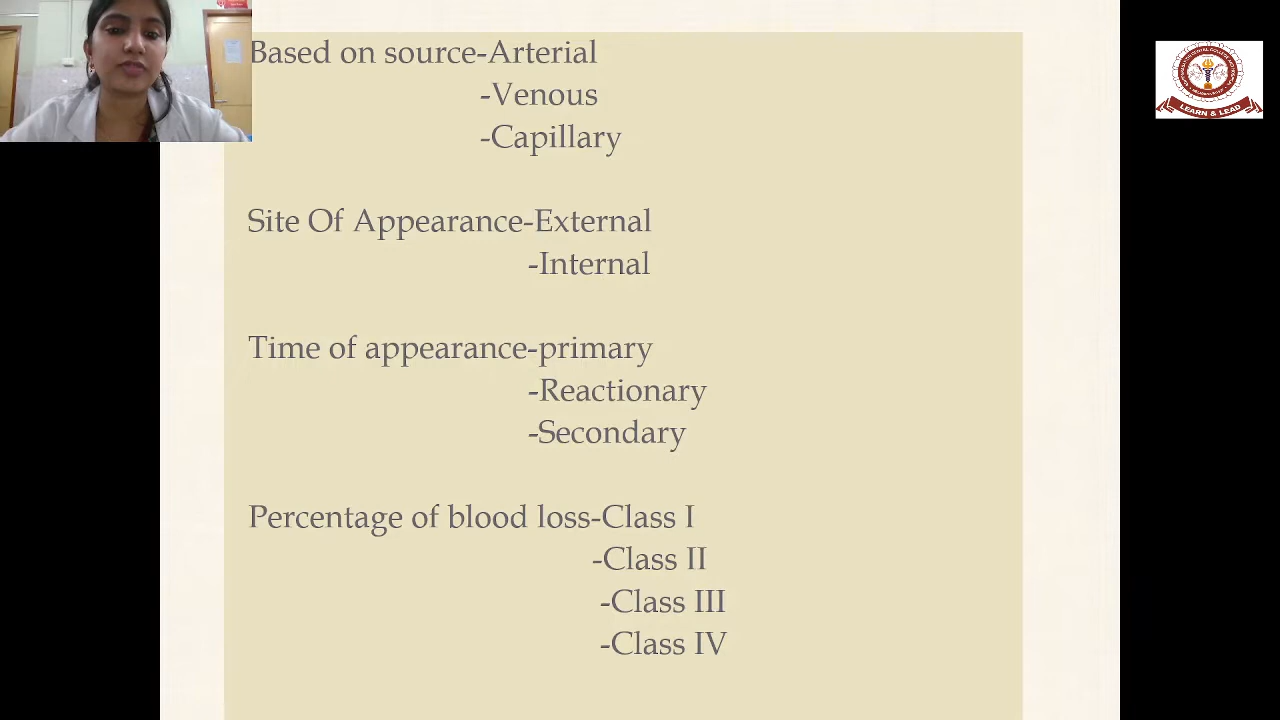 Based on source-Arterial
-Venous
-Capillary
Site Of Appearance-External
-Internal
Time of appearance-primary
-Reactionary
-Secondary
Percentage of blood loss-Class I
-Class II
-Class III
-Class IV
LEARN & LEAD